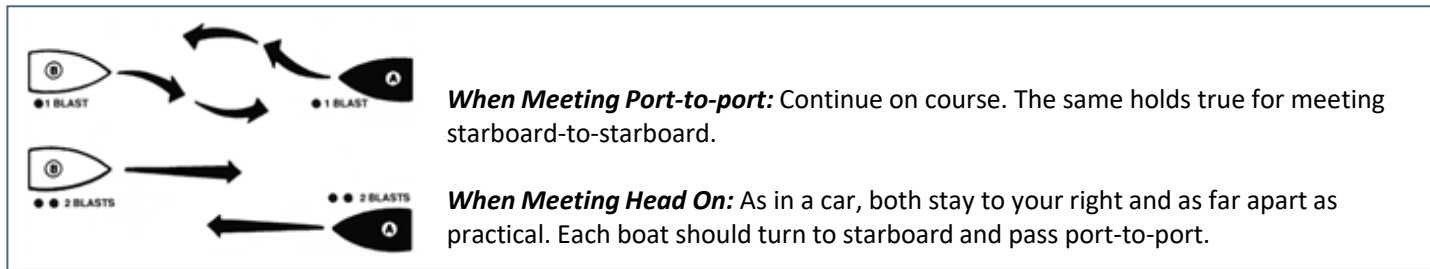 B
A
●1 BLAST
●1 BLAST
When Meeting Port-to-port: Continue on course. The same holds true for meeting
starboard-to-starboard.
B
●● 2 BLASTS
●● 2 BLASTS
A
When Meeting Head On: As in a car, both stay to your right and as far apart as
practical. Each boat should turn to starboard and pass port-to-port.